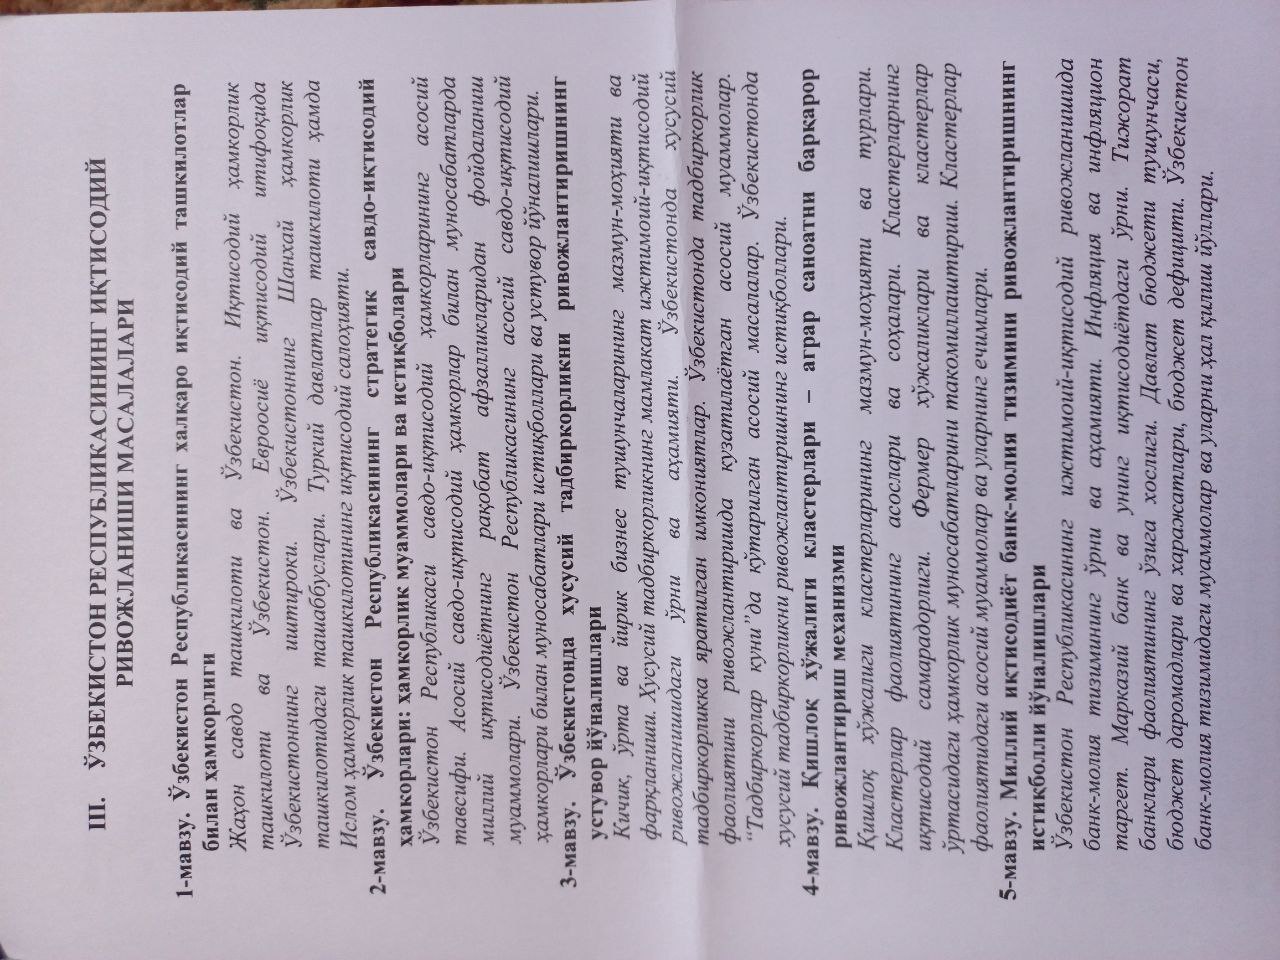 III. ЎЗБЕКИСТОН РЕСПУБЛИКАСИНИНГ ИҚТИСОДИЙ
РИВОЖЛАНИШИ МАСАЛАЛАРИ
1-мавзу. Ўзбекистон Республикасининг халқаро иқтисодий ташкилотлар
билан ҳамкорлиги
Жаҳон савдо ташкилоти ва Ўзбекистон. Иқтисодий ҳамкорлик
ташкилоти ва Ўзбекистон. Евросиё иқтисодий итифоқида
Ўзбекистоннинг иштироки. Ўзбекистоннинг Шанхай ҳамкорлик
ташкилотидаги ташаббуслари. Туркий давлатлар ташкилоти ҳамда
Ислом ҳамкорлик ташкилотининг иқтисодий салоҳияти.
2-мавзу. Ўзбекистон Республикасининг стратегик савдо-иқтисодий
ҳамкорлари: ҳамкорлик муаммолари ва истиқболари
Ўзбекистон Республикаси савдо-иқтисодий ҳамкорларининг асосий
тавсифи. Асосий савдо-иқтисодий ҳамкорлар билан муносабатларда
миллий иқтисодиётнинг рақобат афзалликларидан фойдаланиш
муаммолари. Ўзбекистон Республикасининг асосий савдо-иқтисодий
ҳамкорлари билан муносабатлари истиқболлари ва устувор йўналишлари.
3-мавзу. Ўзбекистонда хусусий тадбиркорликни ривожлантиришнинг
устувор йўналишлари
Кичик, ўрта ва йирик бизнес тушунчаларининг мазмун-моҳияти ва
фарқланиши. Хусусий тадбиркорликнинг мамлакат ижтимоий-иқтисодий
ривожланишидаги ўрни ва аҳамияти. Ўзбекистонда хусусий
тадбиркорликка яратилган имкониятлар. Ўзбекистонда тадбиркорлик
фаолиятини ривожлантиришда кузатилаётган асосий муаммолар.
“Тадбиркорлар куни”да кўтарилган асосий масалалар. Ўзбекистонда
хусусий тадбиркорликни ривожлантиришнинг истиқболлари.
4-мавзу. Қишлоқ хўжалиги кластерлари – аграр саноатни барқарор
ривожлантириш механизми
Қишлоқ хўжалиги кластерларининг мазмун-моҳияти ва турлари.
Кластерлар фаолиятининг асослари ва соҳалари. Кластерларнинг
иқтисодий самарадорлиги. Фермер хўжаликлари ва кластерлар
ўртасидаги ҳамкорлик муносабатларини такомиллаштириш. Кластерлар
фаолиятидаги асосий муаммолар ва уларнинг ечимлари.
5-мавзу. Миллий иқтисодиёт банк-молия тизимини ривожлантиришнинг
истиқболли йўналишлари
Ўзбекистон Республикасининг ижтимоий-иқтисодий ривожланишида
банк-молия тизимининг ўрни ва аҳамияти. Инфляция ва инфляцион
таргет. Марказий банк ва унинг иқтисодиётдаги ўрни. Тижорат
банклари фаолиятининг ўзига хослиги. Давлат бюджети тушунчаси,
бюджет даромадлари ва харажатлари, бюджет дефицити. Ўзбекистон
банк-молия тизимидаги муаммолар ва уларни ҳал қилиш йўллари.